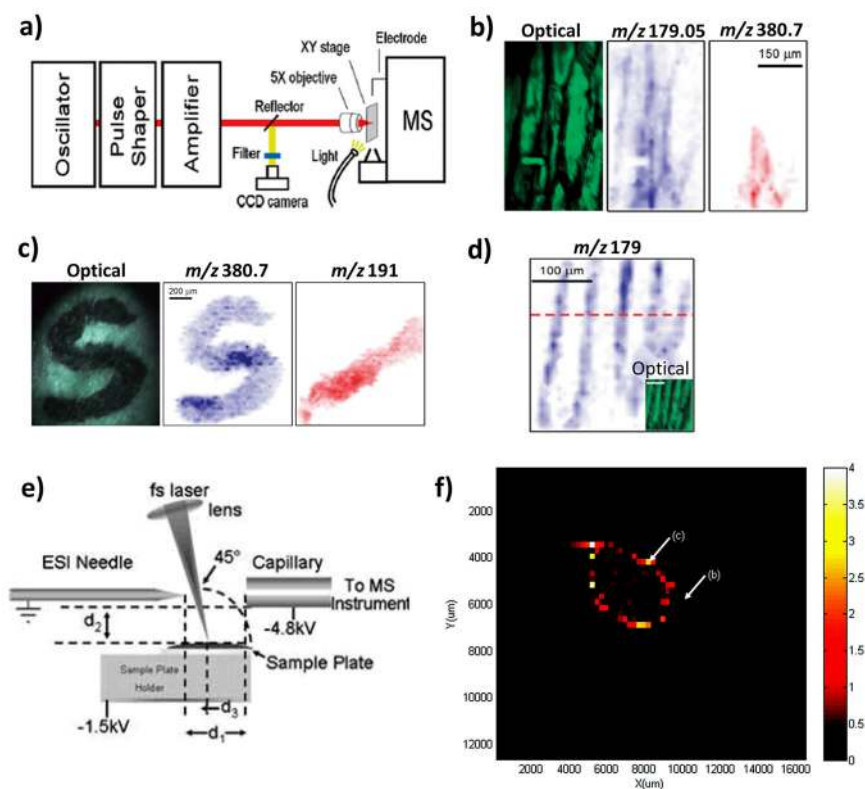 a)
Oscillator
Pulse
Shaper
Amplifier
Reflector
Filter
CCD camera
Light
5X objective
XY stage
Electrode
MS
b)
Optical
m/z 179.05
m/z 380.7
150 µm
c)
Optical
m/z 380.7
m/z 191
200 µm
d)
m/z 179
100 µm
Optical
e)
fs laser
lens
45°
ESI Needle
Capillary
To MS
Instrument
d2
-4.8kV
Sample Plate
Sample Plate
Holder
d3
-1.5kV
d1
f)
(c)
(b)
2000
4000
6000
8000
10000
12000
Y(um)
2000 4000 6000 8000 10000 12000 14000 16000
X(um)
4
3.5
3
2.5
2
1.5
1
0.5
0